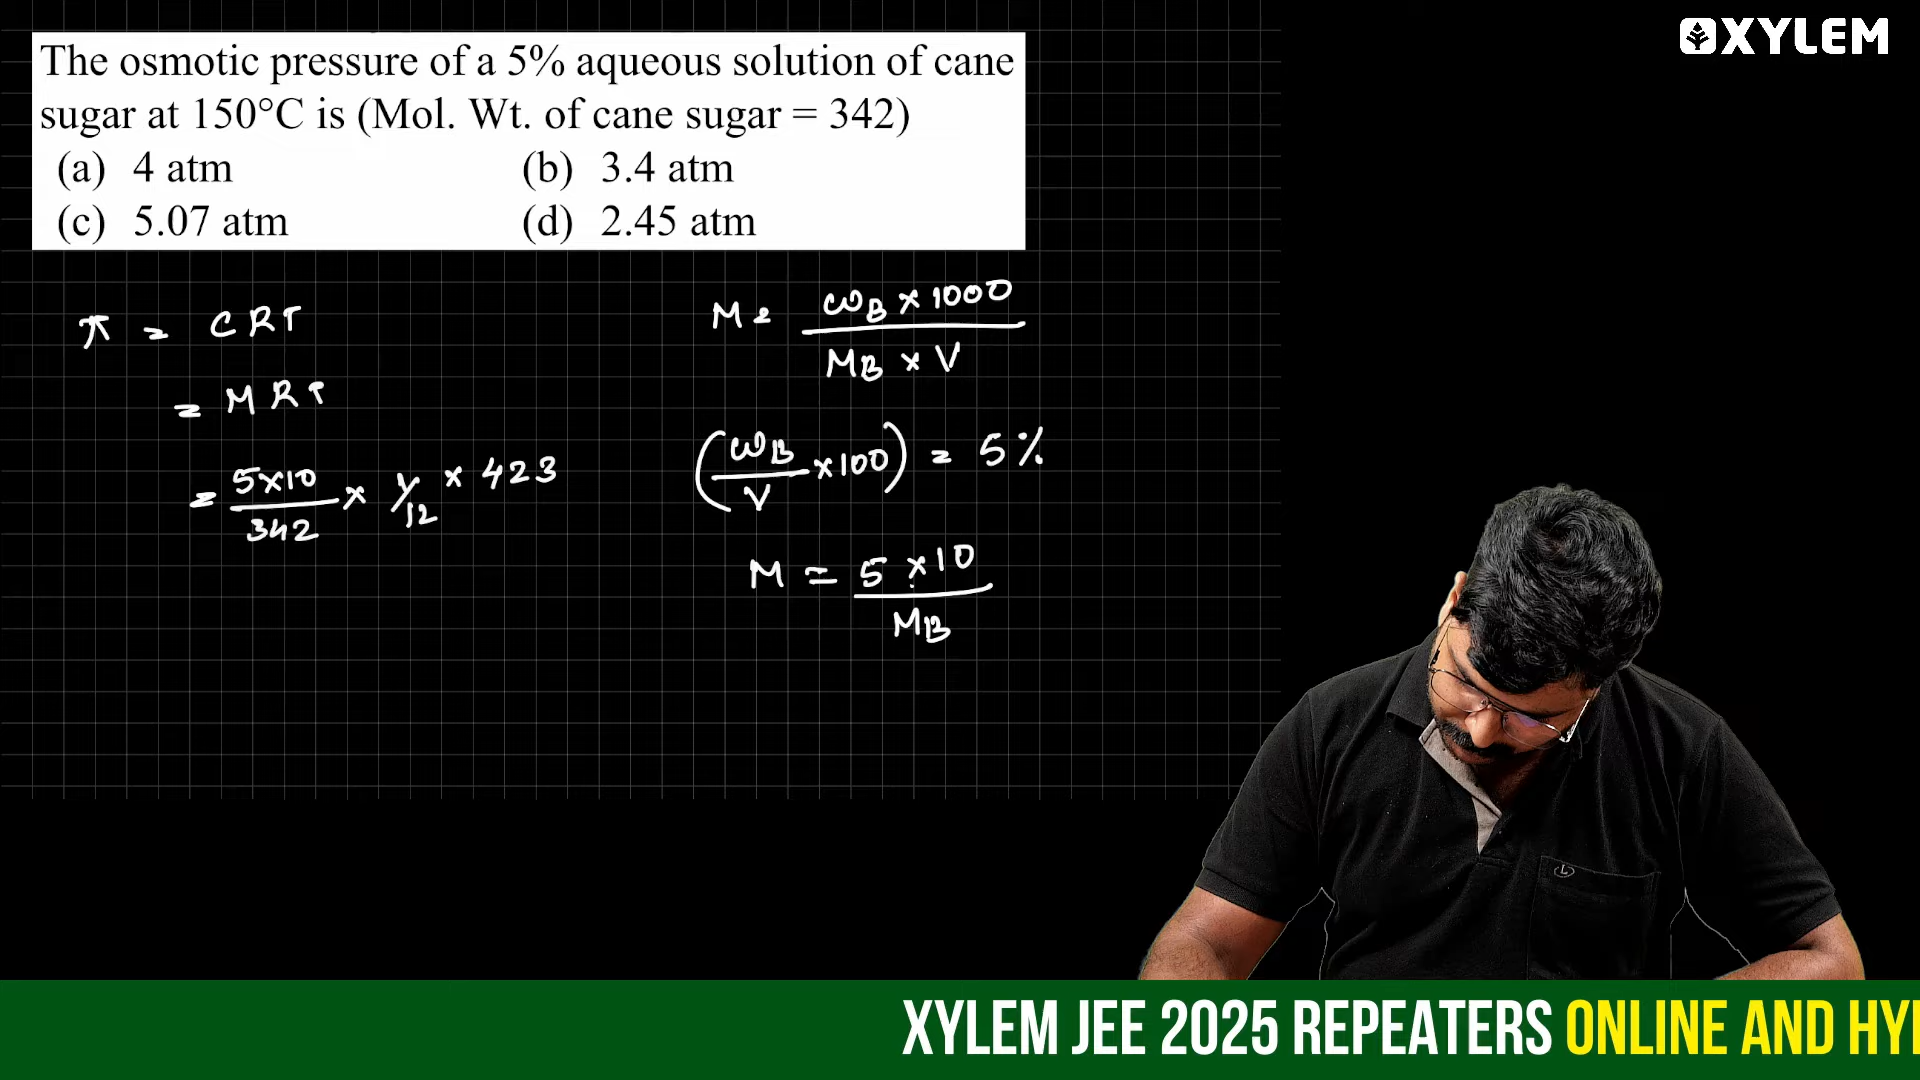 XYLEM
The osmotic pressure of a 5% aqueous solution of cane
sugar at 150°C is (Mol. Wt. of cane sugar = 342)
(a) 4 atm (b) 3.4 atm
(c) 5.07 atm (d) 2.45 atm
π = CRT
= MRT
= 5×10/342 × 1/12 × 423
M = (ωB × 1000)/(MB × V)
(ωB/V ×100) = 5%
M = 5×10/MB
XYLEM JEE 2025 REPEATERS ONLINE AND HY